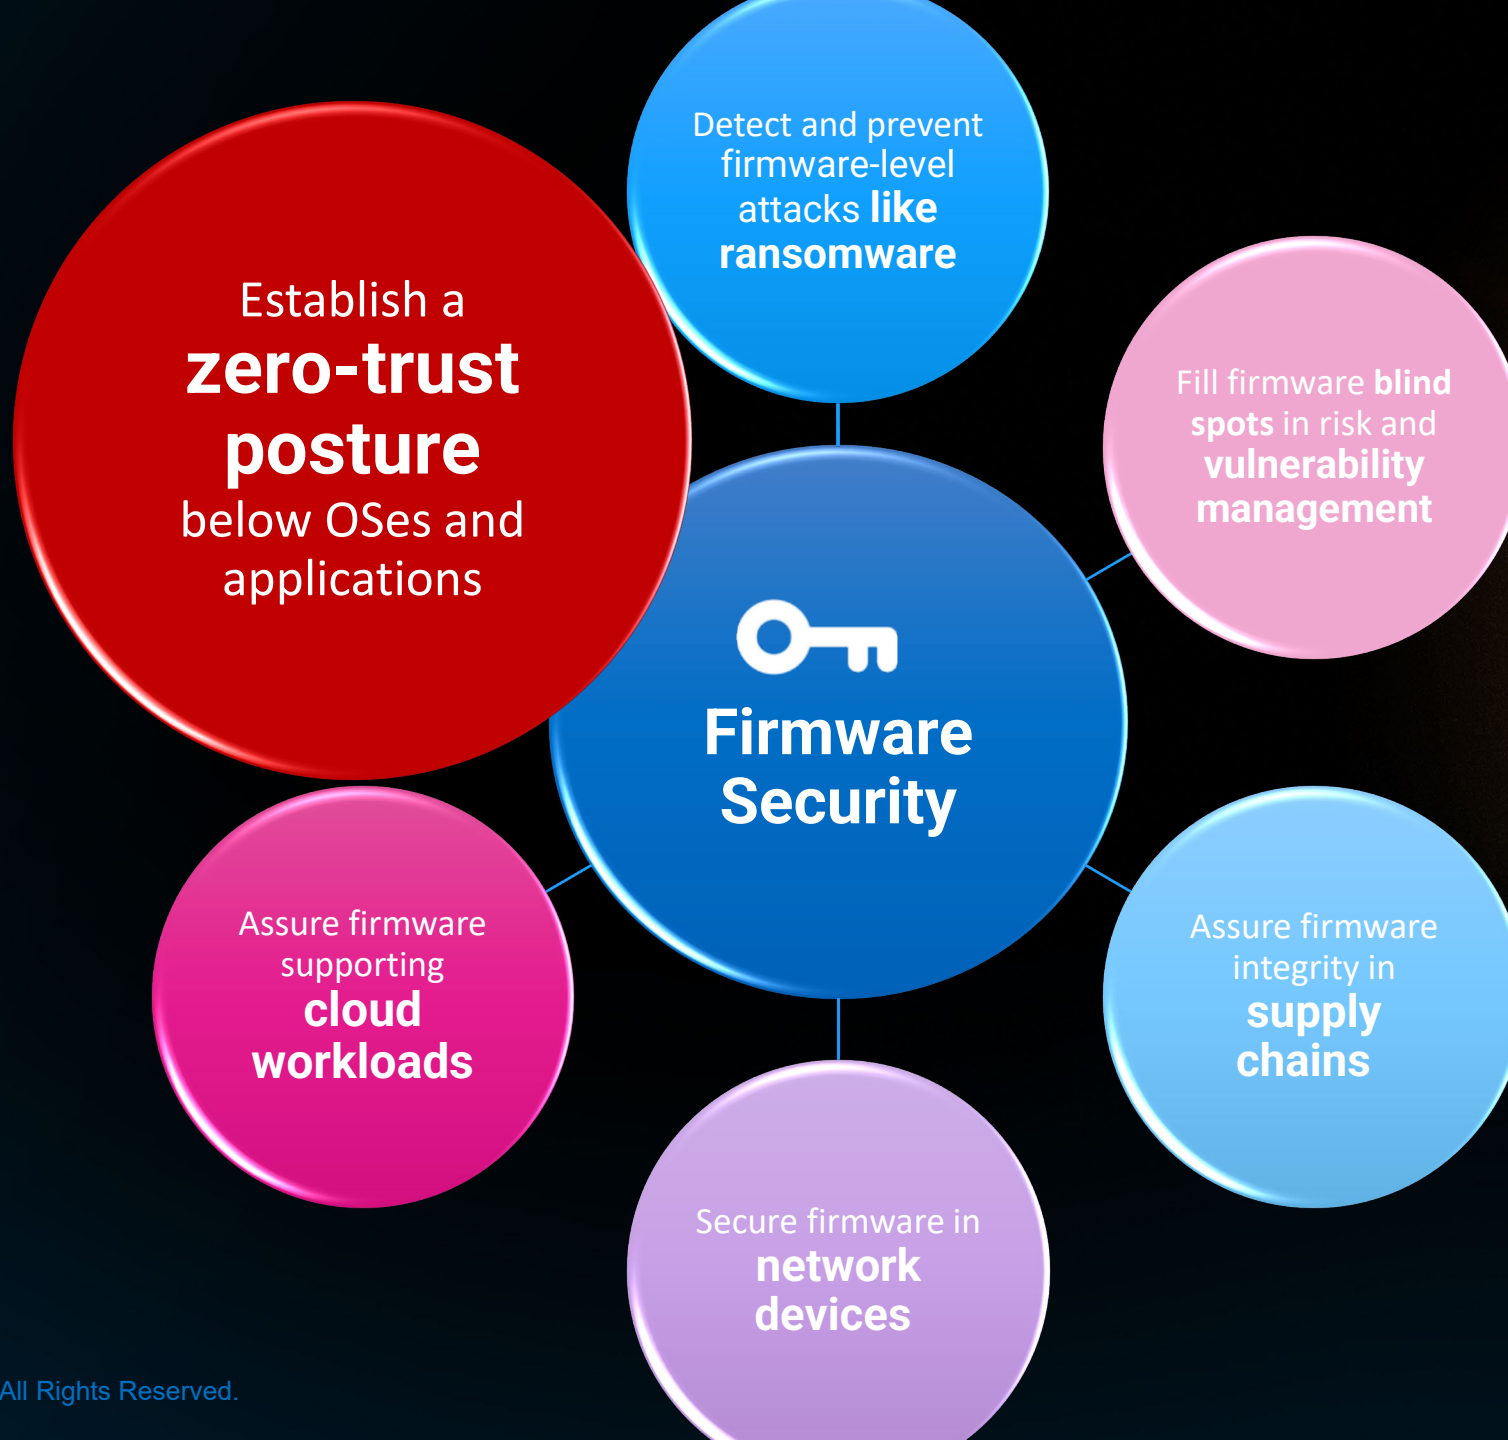 Detect and prevent
firmware-level
attacks like
ransomware
Establish a
zero-trust
posture
below OSes and
applications
Fill firmware blind
spots in risk and
vulnerability
management
Firmware
Security
Assure firmware
supporting
cloud
workloads
Assure firmware
integrity in
supply
chains
Secure firmware in
network
devices
All Rights Reserved.